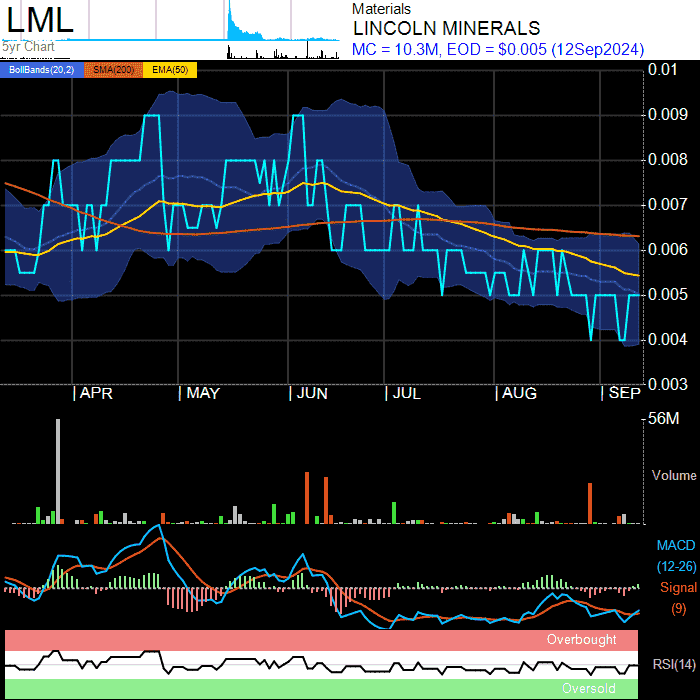 LML
5yr Chart
Materials
LINCOLN MINERALS
MC = 10.3M, EOD = $0.005 (12Sep2024)
BollBands(20,2) SMA(200) EMA(50)
0.01
0.009
0.008
0.007
0.006
0.005
0.004
0.003
APR MAY JUN JUL AUG SEP
56M
Volume
MACD
(12-26)
Signal
(9)
Overbought
RSI(14)
Oversold